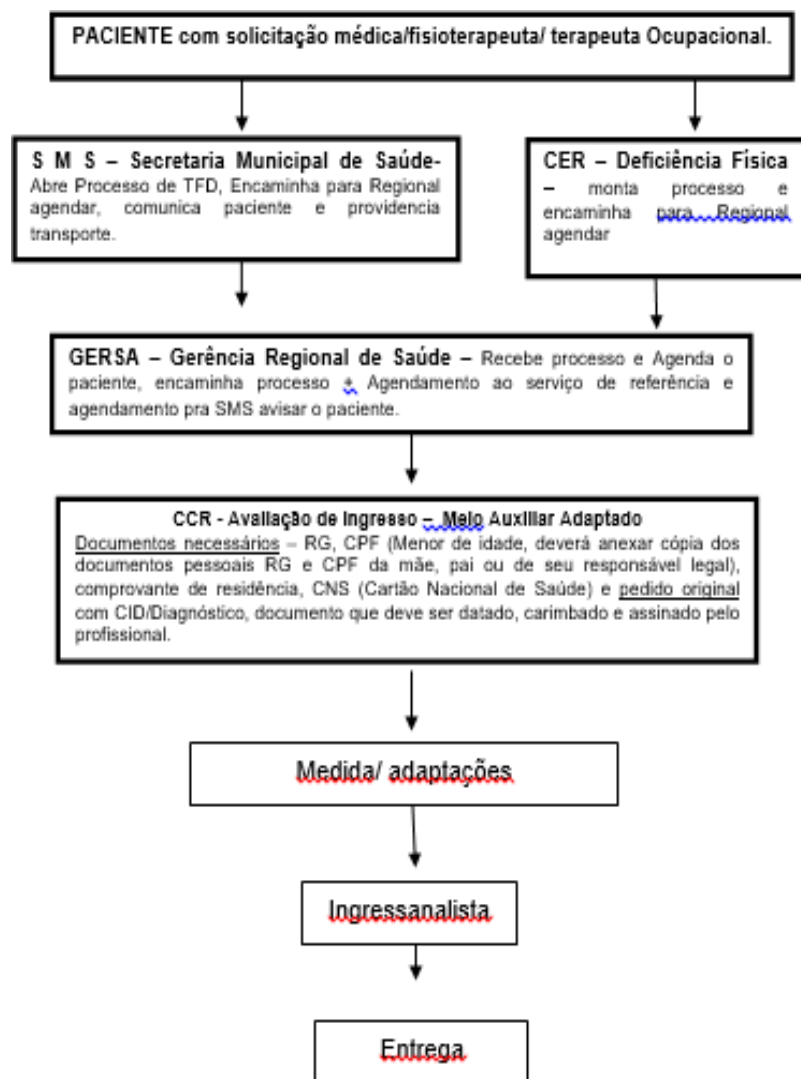 PACIENTE com solicitação médica/fisioterapeuta/ terapeuta Ocupacional.
S M S – Secretaria Municipal de Saúde-
Abre Processo de TFD, Encaminha para Regional
agendar, comunica paciente e providencia
transporte.
CER – Deficiência Física
– monta processo e
encaminha para Regional
agendar
GERSA – Gerência Regional de Saúde – Recebe processo e Agenda o
paciente, encaminha processo + Agendamento ao serviço de referência e
agendamento pra SMS avisar o paciente.
CCR - Avaliação de Ingresso – Meio Auxiliar Adaptado
Documentos necessários – RG, CPF (Menor de idade, deverá anexar cópia dos
documentos pessoais RG e CPF da mãe, pai ou de seu responsável legal),
comprovante de residência, CNS (Cartão Nacional de Saúde) e pedido original
com CID/Diagnóstico, documento que deve ser datado, carimbado e assinado pelo
profissional.
Medida/ adaptações
Ingressanalista
Entrega